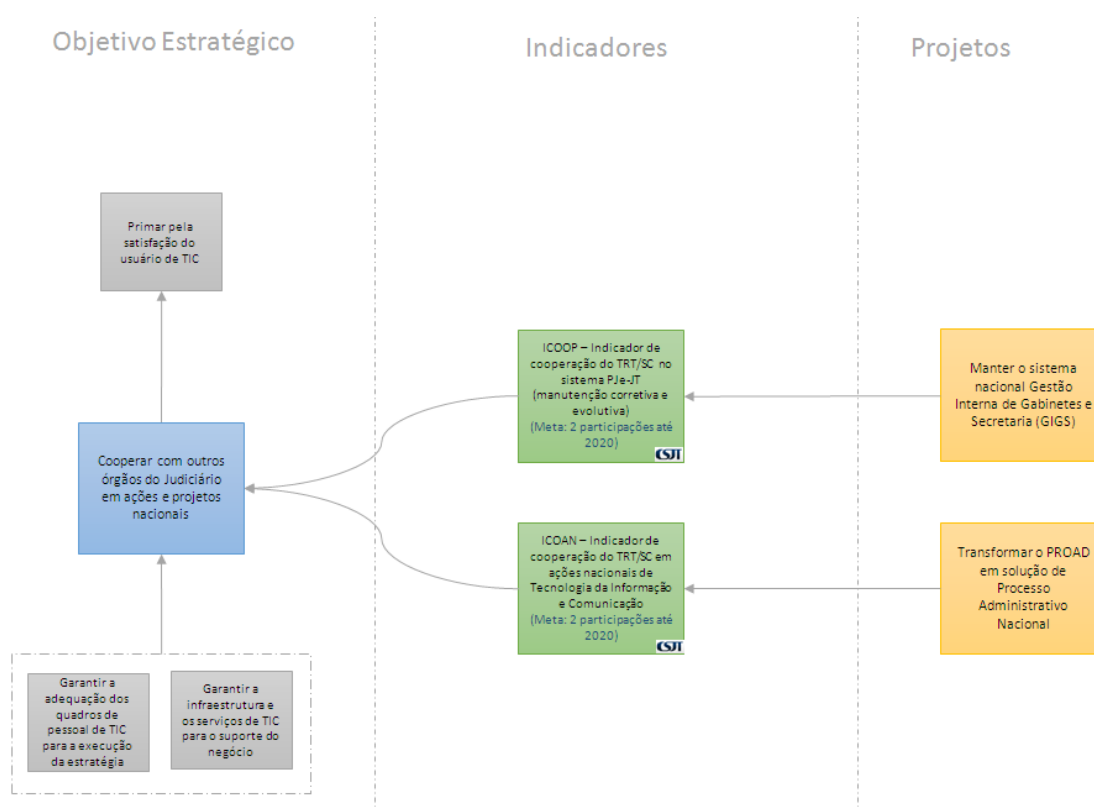 Objetivo Estratégico
Indicadores
Projetos
Primar pela
satisfação do
usuário de TIC
ICOOP – Indicador de
cooperação do TRT/SC no
sistema PJe-JT
(manutenção corretiva e
evolutiva)
(Meta: 2 participações até
2020)
CSJT
Manter o sistema
nacional Gestão
Interna de Gabinetes e
Secretaria (GIGS)
Cooperar com outros
órgãos do Judiciário
em ações e projetos
nacionais
ICOAN – Indicador de
cooperação do TRT/SC em
ações nacionais de
Tecnologia da Informação
e Comunicação
(Meta: 2 participações até
2020)
CSJT
Transformar o PROAD
em solução de
Processo
Administrativo
Nacional
Garantir a
adequação dos
quadros de
pessoal de TIC
para a execução
da estratégia
Garantir a
infraestrutura e
os serviços de TIC
para o suporte do
negócio